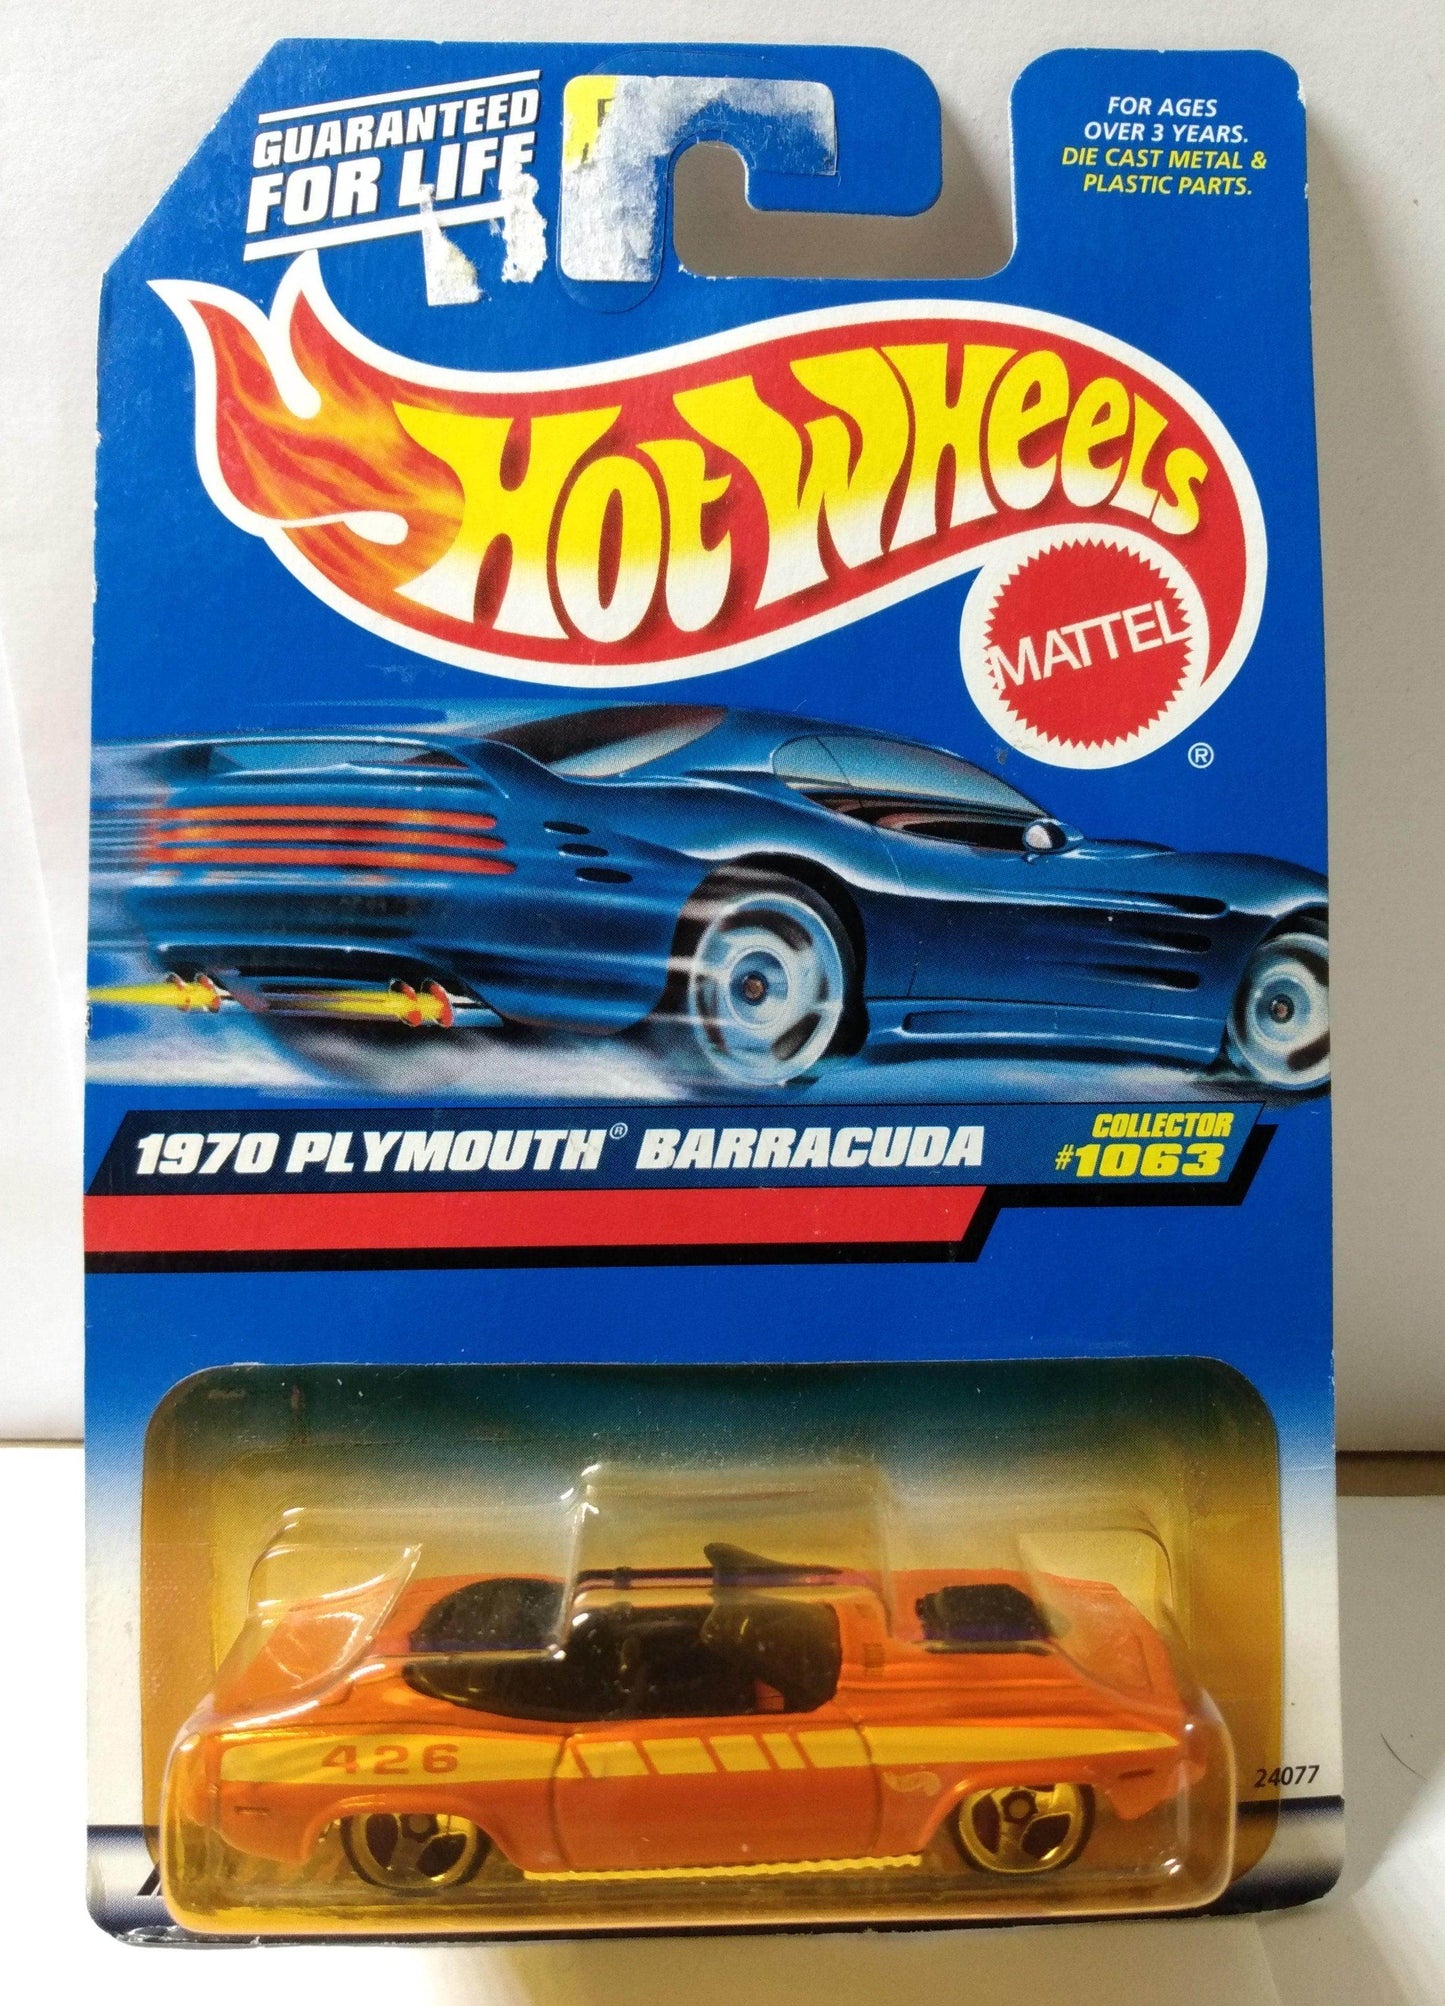 GUARANTEED
FOR LIFE
FOR AGES
OVER 3 YEARS.
DIE CAST METAL &
PLASTIC PARTS.
HOT WHEELS
MATTEL
®
1970 PLYMOUTH® BARRACUDA
COLLECTOR
#1063
426
24077